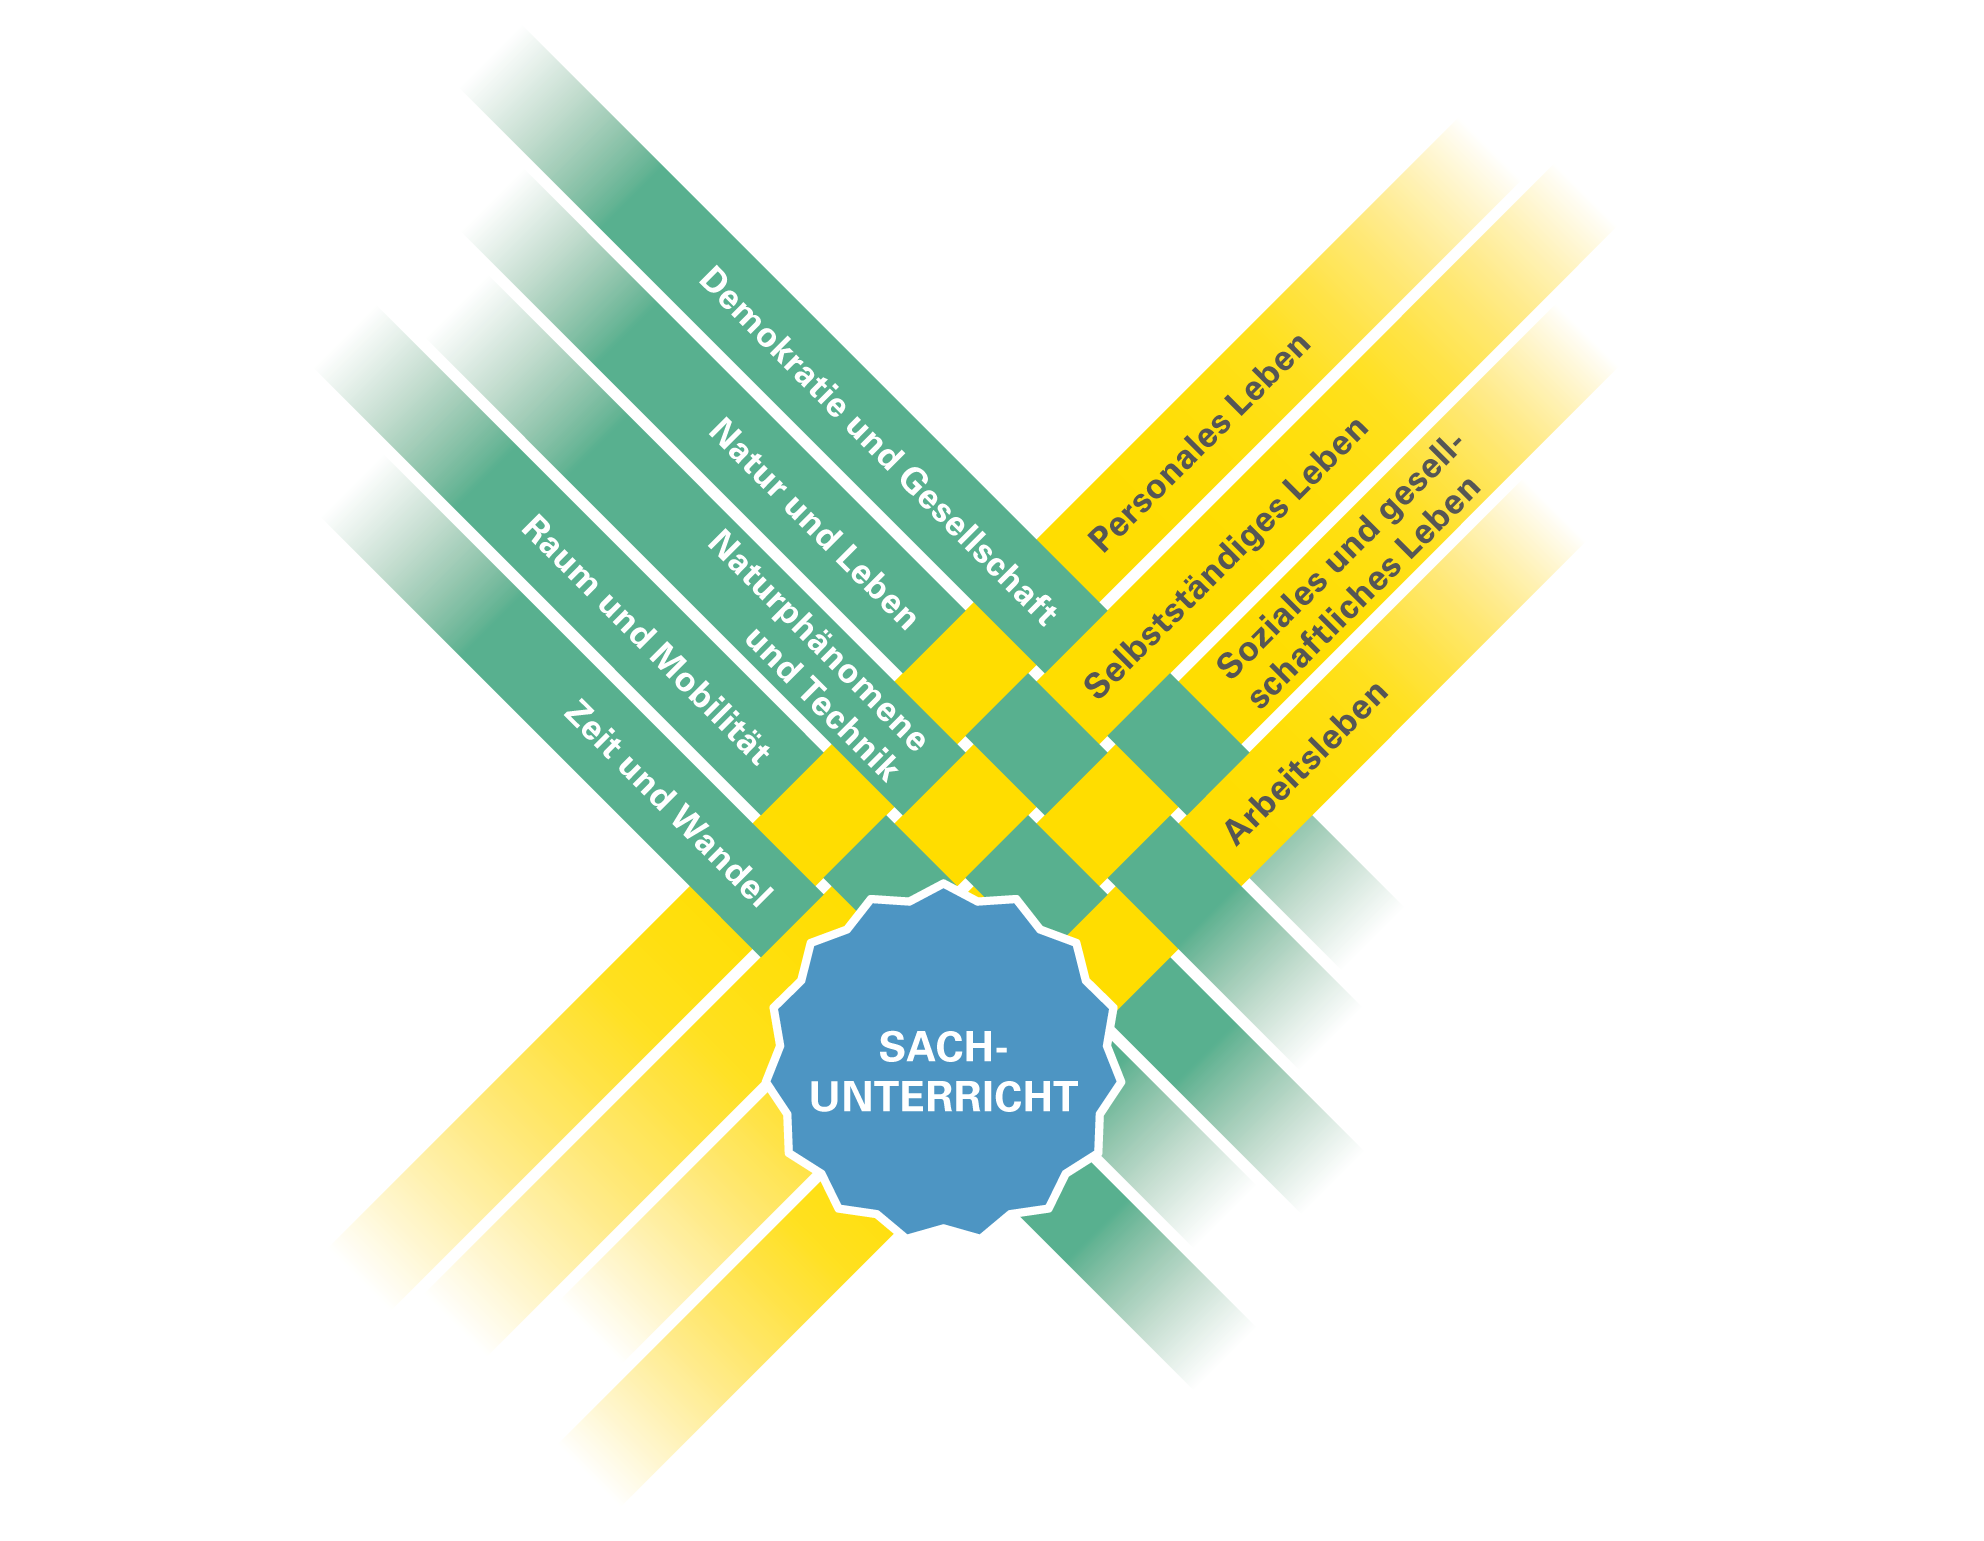 Demokratie und Gesellschaft
Natur und Leben
Naturphänomene
und Technik
Raum und Mobilität
Zeit und Wandel
Personales Leben
Selbstständiges Leben
Soziales und gesell-
schaftliches Leben
Arbeitsleben
SACH-
UNTERRICHT